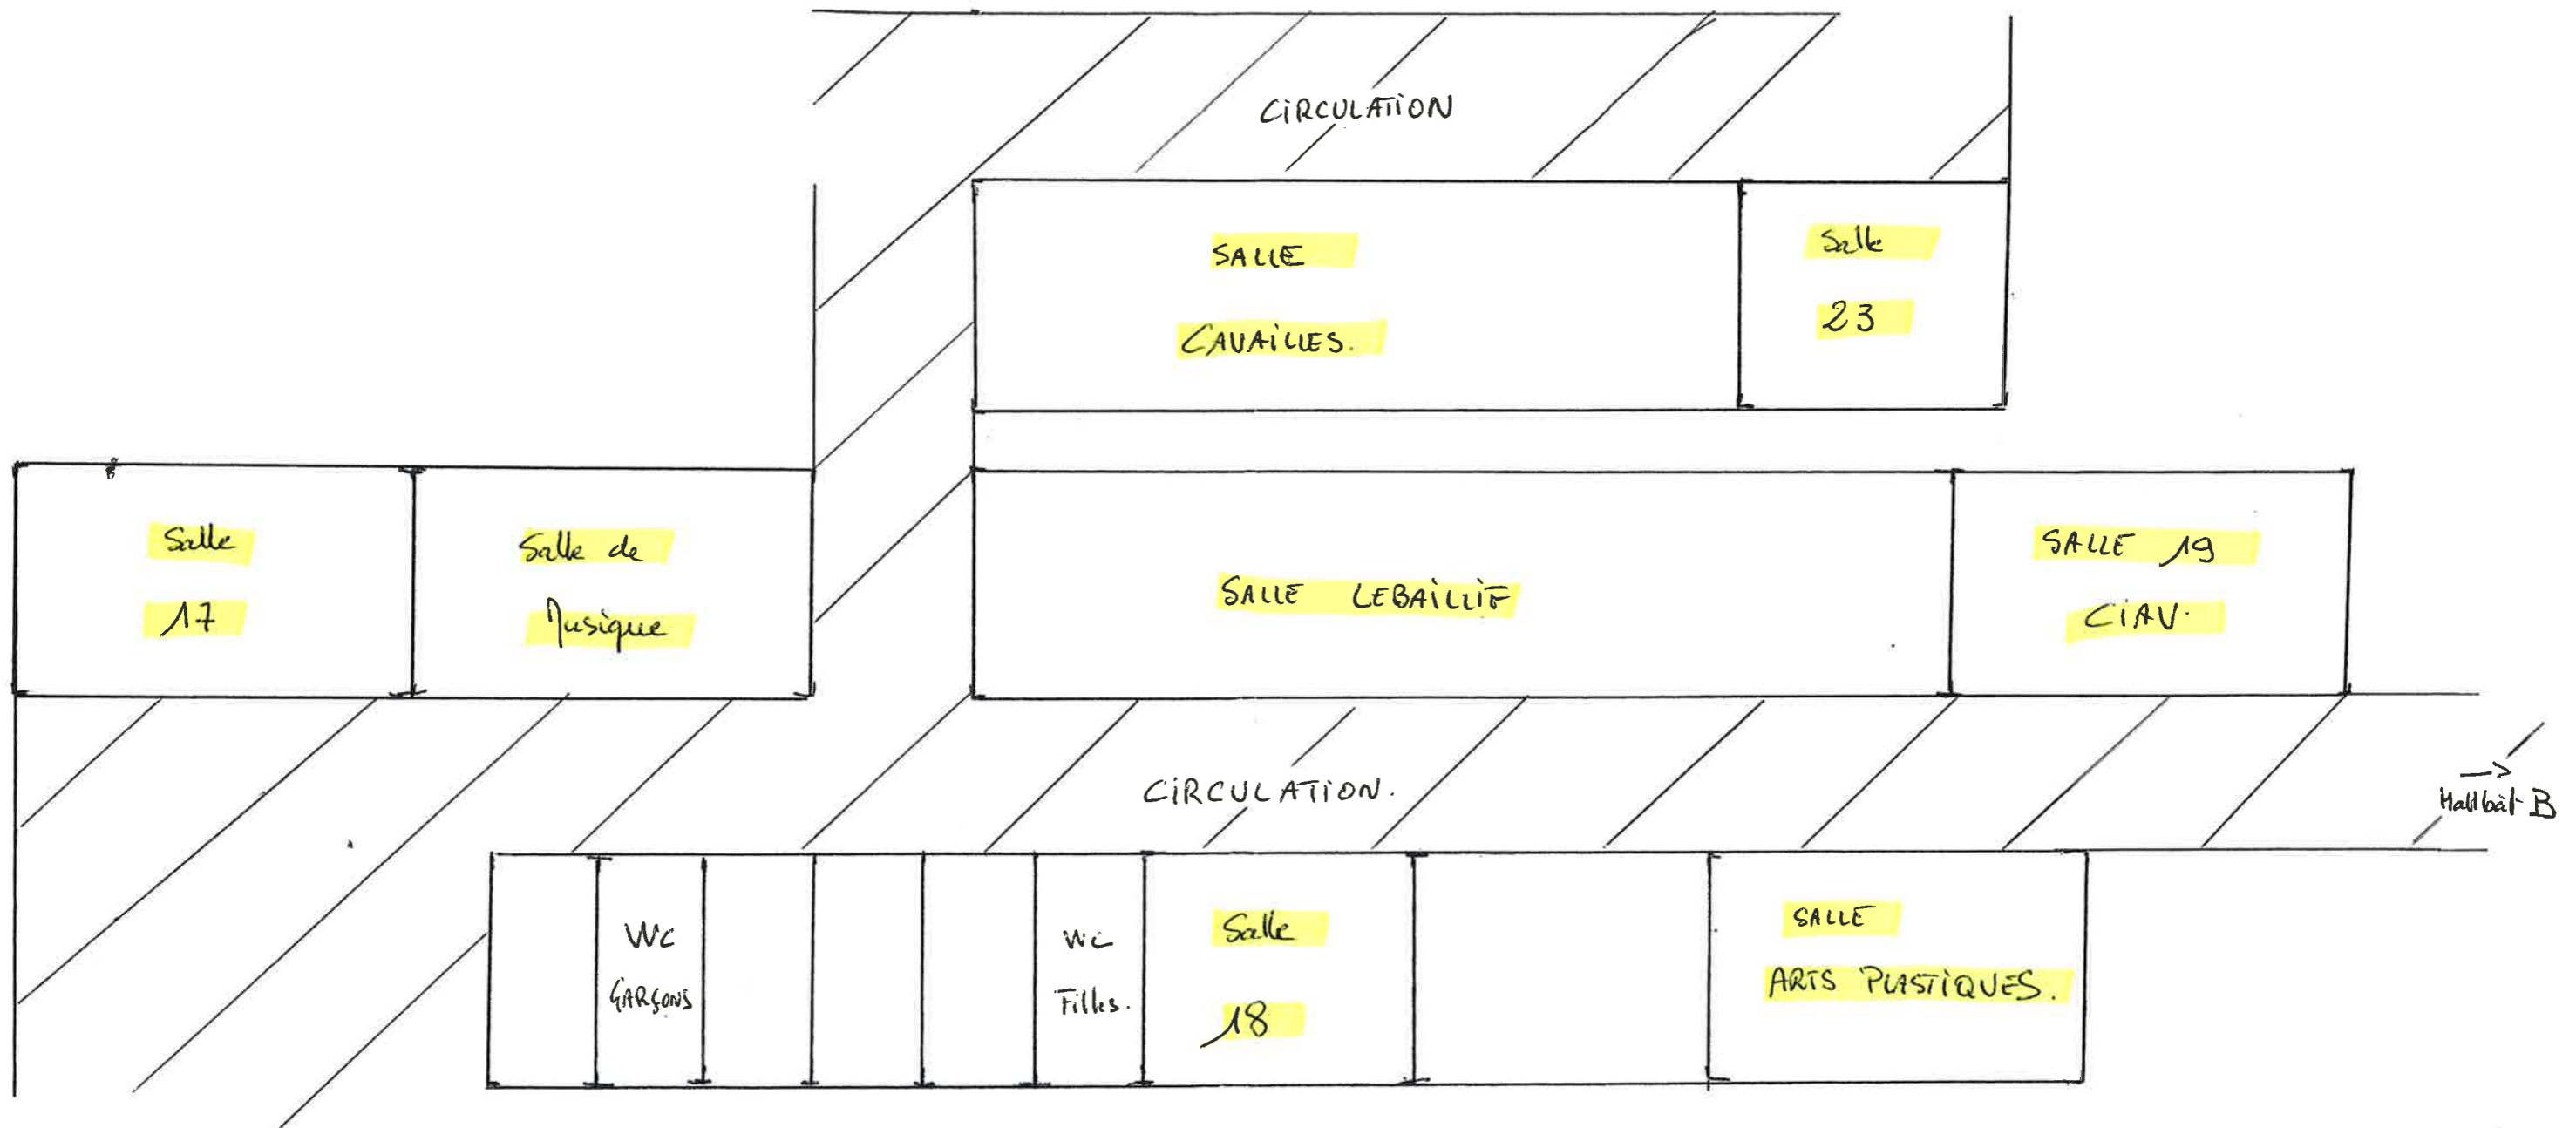 CIRCULATION
SALLE
CAVAILLES.
Salle
23
Salle
17
Salle de
Musique
SALLE LEBAILLIF
SALLE 19
CIAV.
CIRCULATION.
→
Hall bât B
WC
GARÇONS
WC
Filles.
Salle
18
SALLE
ARTS PLASTIQUES.